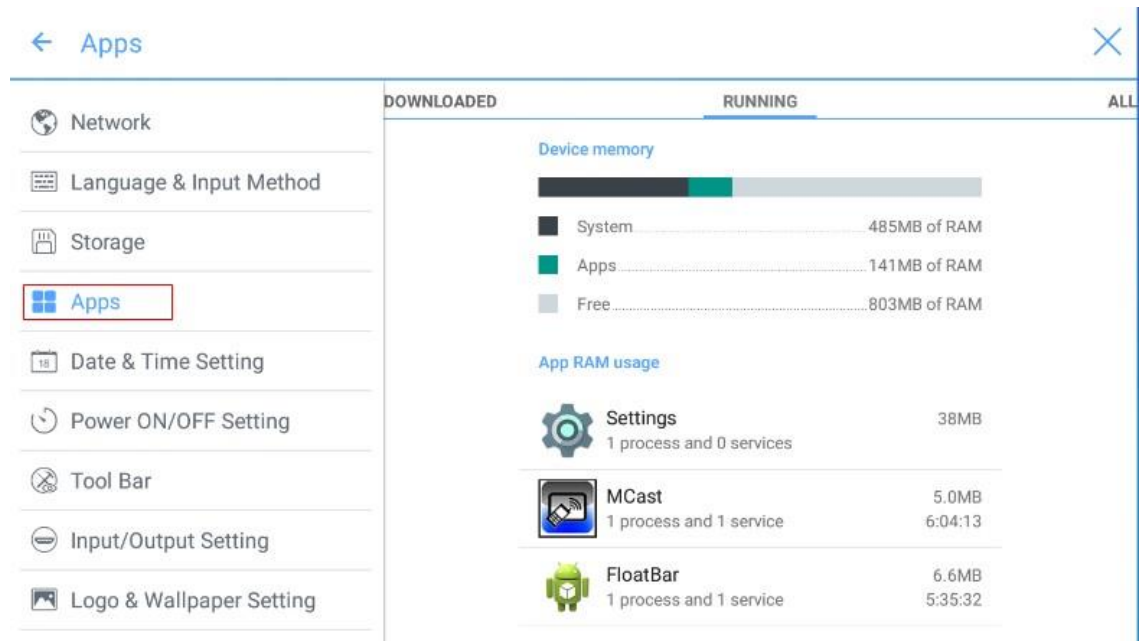 Apps
Network
Language & Input Method
Storage
Apps
Date & Time Setting
18
Power ON/OFF Setting
Tool Bar
Input/Output Setting
Logo & Wallpaper Setting
DOWNLOADED RUNNING ALL
Device memory
System 485MB of RAM
Apps 141MB of RAM
Free 803MB of RAM
App RAM usage
Settings 38MB
1 process and 0 services
MCast 5.0MB
1 process and 1 service 6:04:13
FloatBar 6.6MB
1 process and 1 service 5:35:32